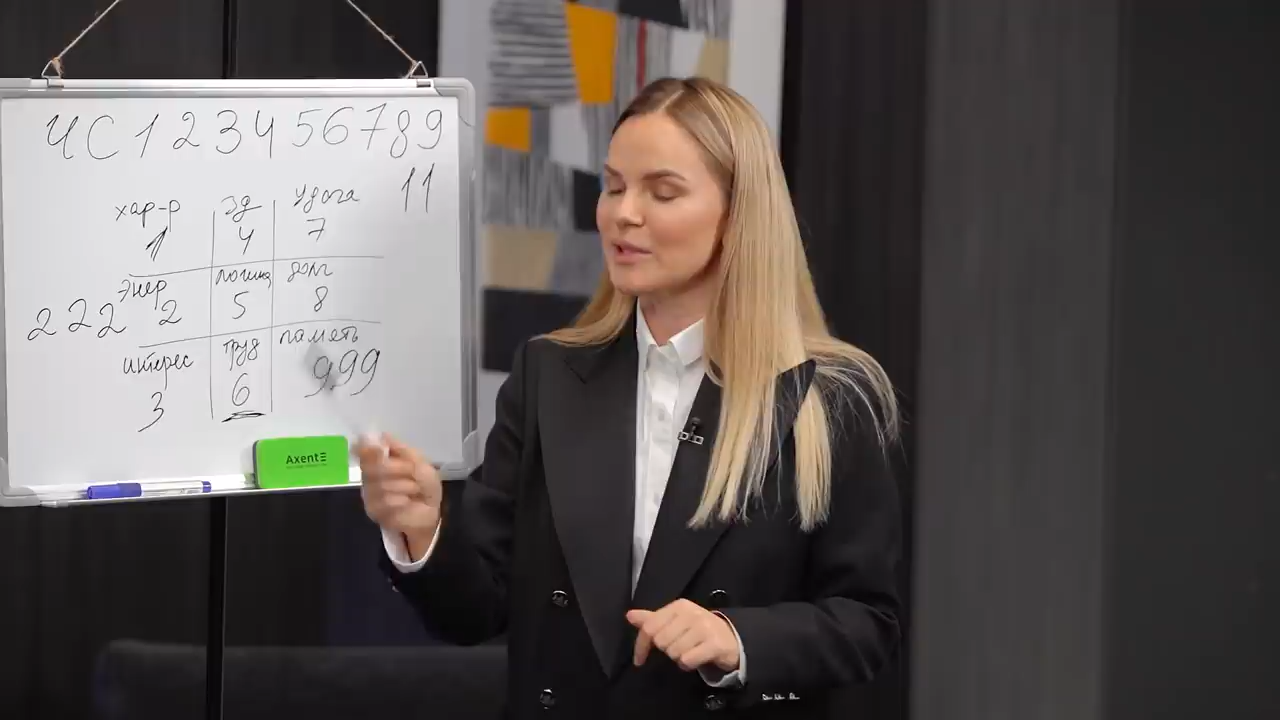 ЧС 1 2 3 4 5 6 7 8 9
11
хар-р зд удача
1 4 7
энер логика долг
222 2 5 8
интерес труд память
3 6 999
Axent